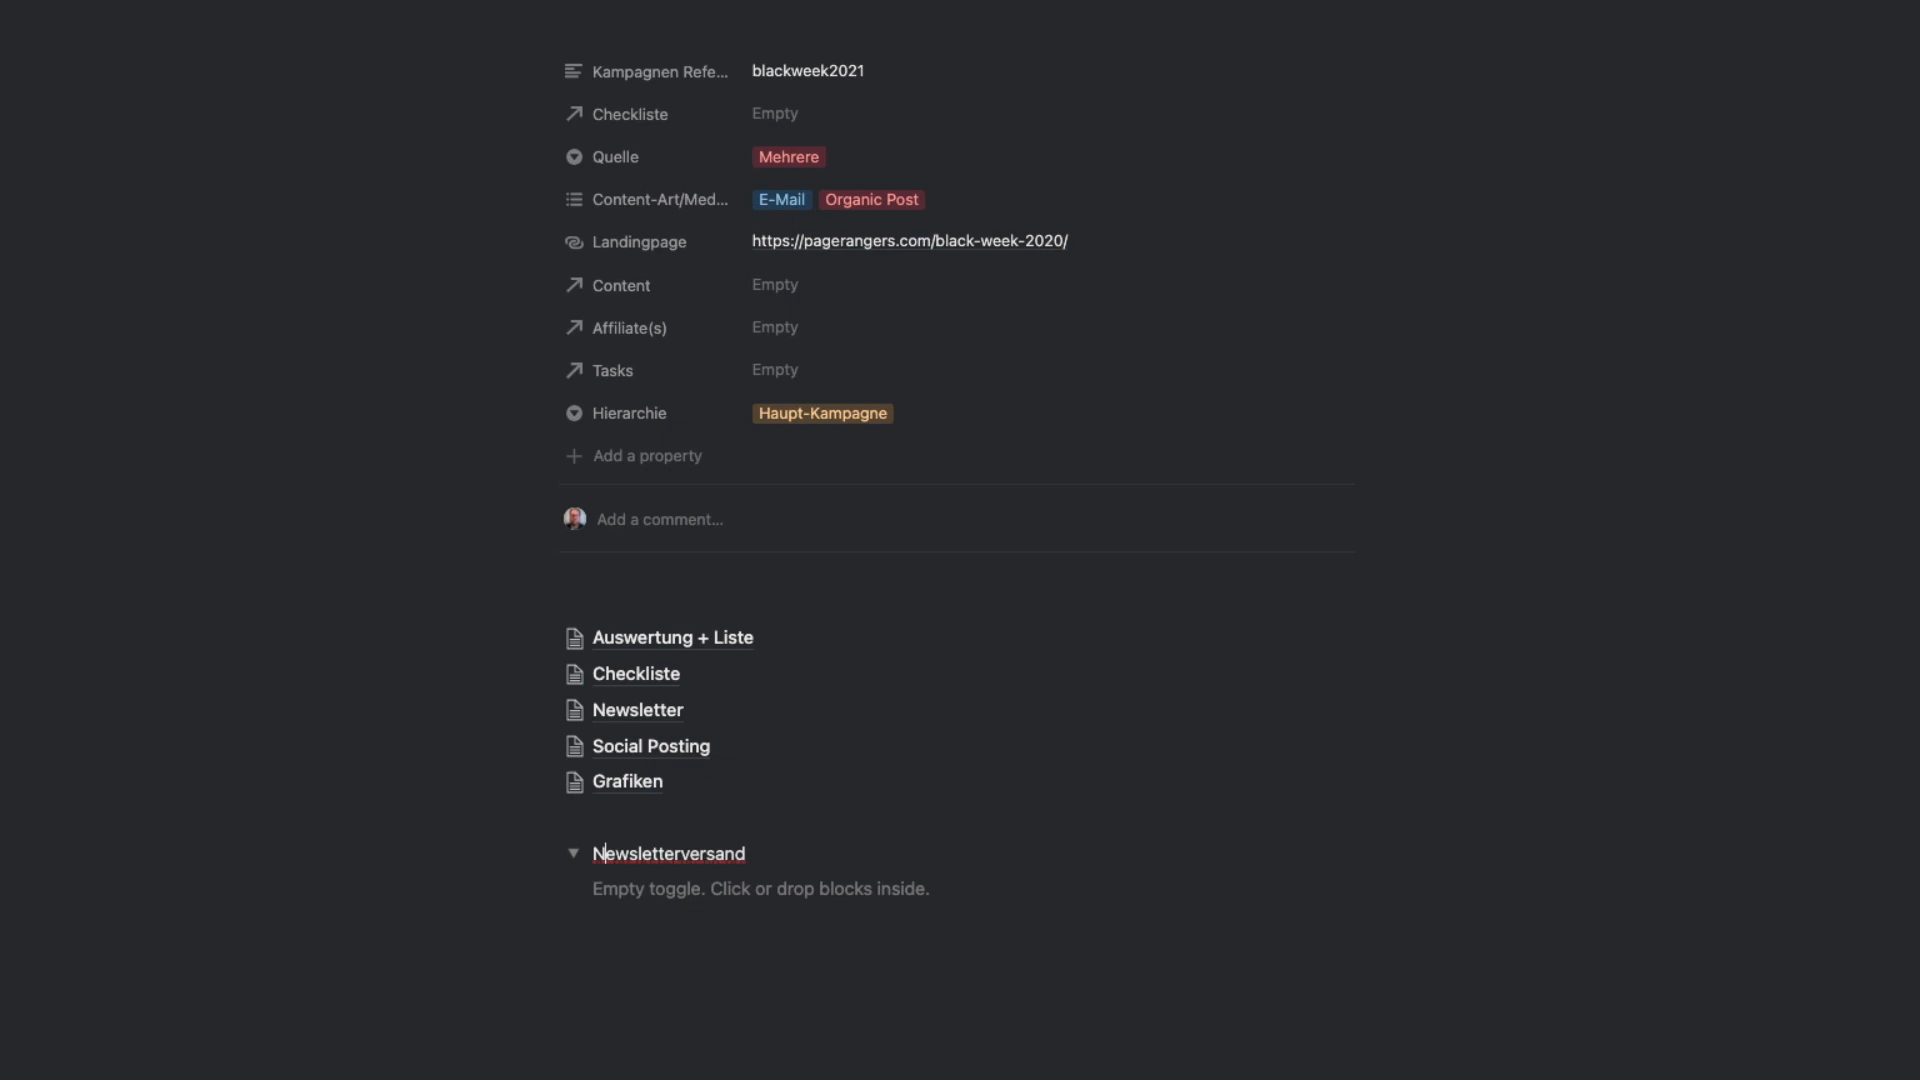 Kampagnen Refe... blackweek2021
Checkliste Empty
Quelle Mehrere
Content-Art/Med... E-Mail Organic Post
Landingpage https://pagerangers.com/black-week-2020/
Content Empty
Affiliate(s) Empty
Tasks Empty
Hierarchie Haupt-Kampagne
Add a property
Add a comment...
Auswertung + Liste
Checkliste
Newsletter
Social Posting
Grafiken
Newsletterversand
Empty toggle. Click or drop blocks inside.